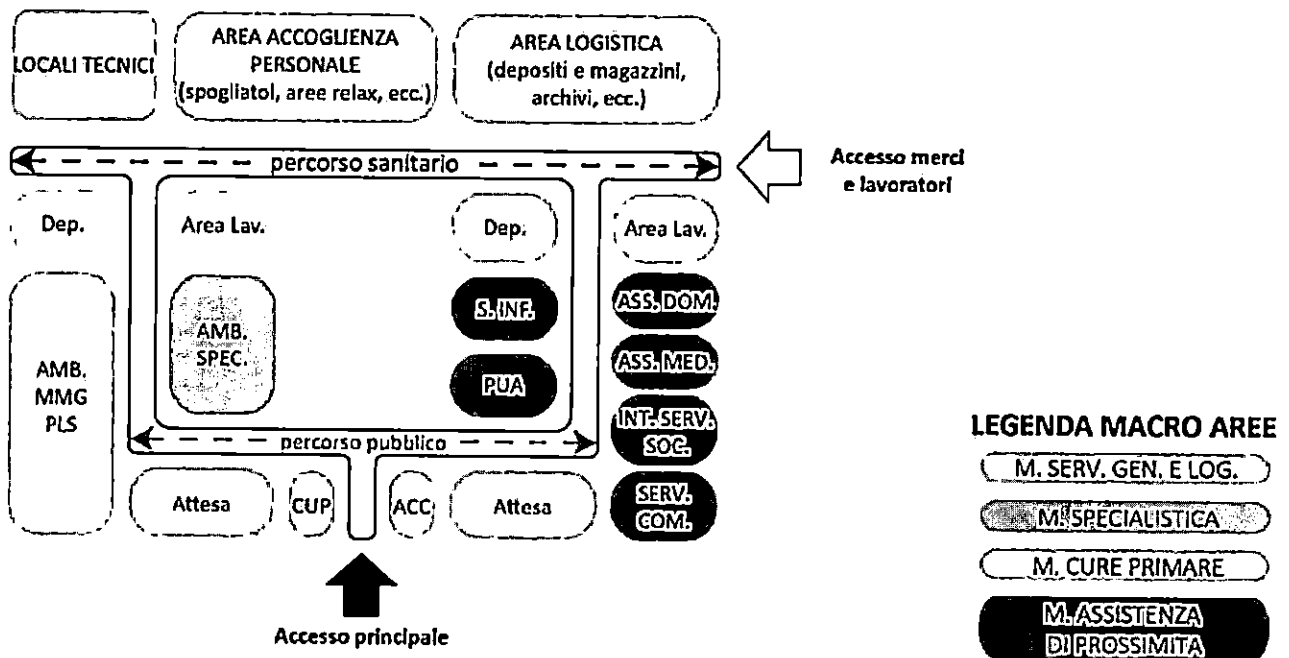 LOCALI TECNICI
AREA ACCOGLIENZA
PERSONALE
(spogliatoi, aree relax, ecc.)
AREA LOGISTICA
(depositi e magazzini,
archivi, ecc.)
percorso sanitario
Accesso merci
e lavoratori
Dep.
Area Lav.
Dep.
Area Lav.
AMB.
MMG
PLS
AMB.
SPEC.
S. INF.
PUA
ASS. DOM.
ASS. MED.
INT. SERV.
SOC.
SERV.
COM.
percorso pubblico
Attesa
CUP
ACC
Attesa
Accesso principale
LEGENDA MACRO AREE
M. SERV. GEN. E LOG.
M. SPECIALISTICA
M. CURE PRIMARE
M. ASSISTENZA
DI PROSSIMITA